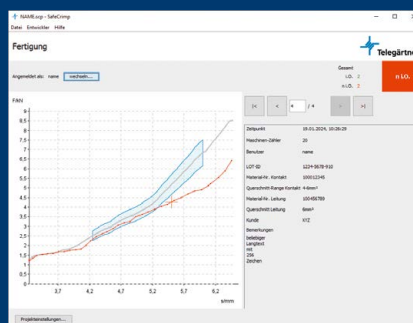 NAME.scp - SafeCrimp
Datei Entwickler Hilfe
Fertigung
Telegärtner
Angemeldet als: name wechseln...
Gesamt
i.O. 2
n.i.O. 2
n i.O.
|< < 4 / 4 > >|
F/kN
9
8,5
8
7,5
7
6,5
6
5,5
5
4,5
4
3,5
3
2,5
2
1,5
1
0,5
0
3,7 4,2 4,7 5,2 5,7 6,2
s/mm
Zeitpunkt 19.01.2024, 10:26:29
Maschinen-Zähler 20
Benutzer name
LOT-ID 1234-5678-910
Material-Nr. Kontakt 100012345
Querschnitt-Range Kontakt 4-6mm²
Material-Nr. Leitung 100456789
Querschnitt Leitung 6mm²
Kunde XYZ
Bemerkungen
beliebiger
Langtext
mit
256
Zeichen
Projekteinstellungen...